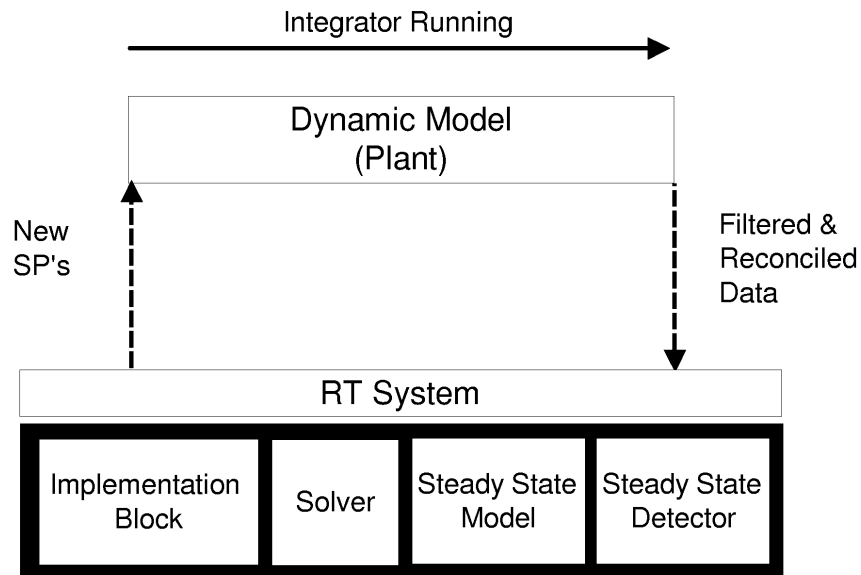 Integrator Running
Dynamic Model
(Plant)
New
SP's
Filtered &
Reconciled
Data
RT System
Implementation
Block
Solver
Steady State
Model
Steady State
Detector